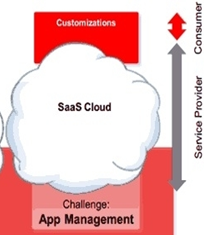 Customizations
Consumer
SaaS Cloud
Service Provider
Challenge:
App Management